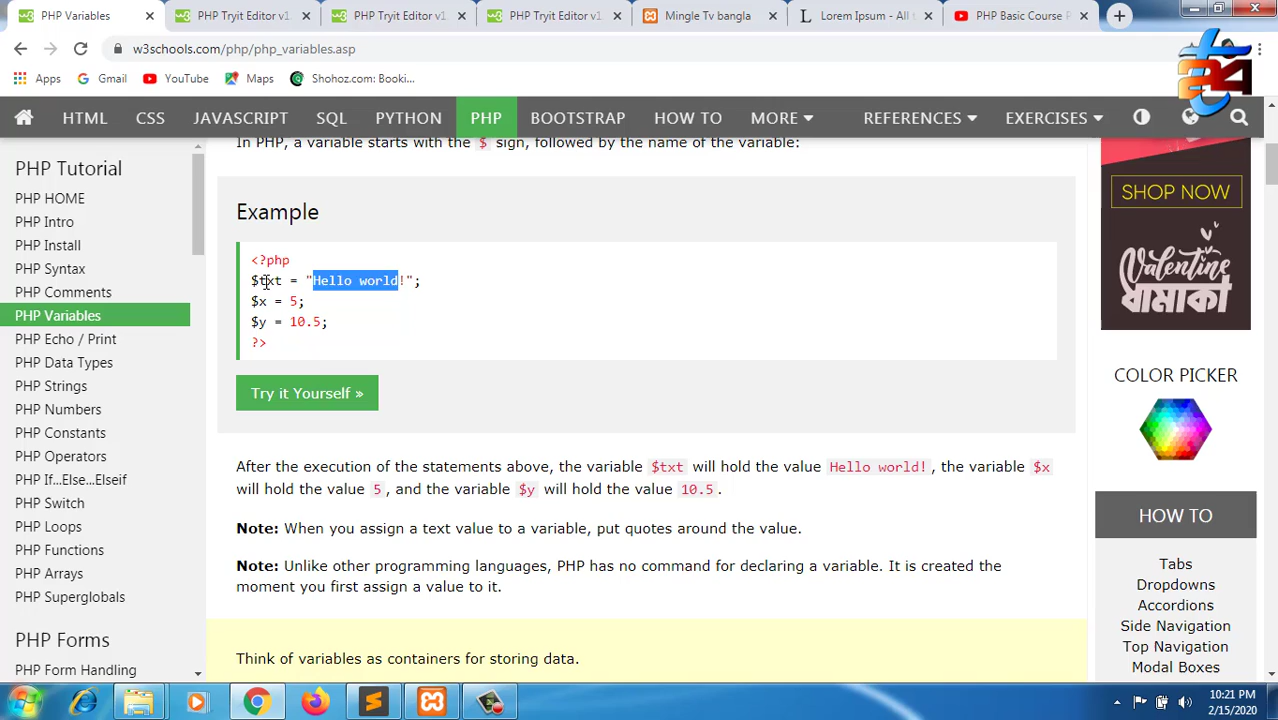 PHP Variables
PHP Tryit Editor v1.
PHP Tryit Editor v1.
PHP Tryit Editor v1.
Mingle Tv bangla
Lorem Ipsum - All t
PHP Basic Course P
w3schools.com/php/php_variables.asp
Apps
Gmail
YouTube
Maps
Shohoz.com: Booki...
HTML
CSS
JAVASCRIPT
SQL
PYTHON
PHP
BOOTSTRAP
HOW TO
MORE
REFERENCES
EXERCISES
PHP Tutorial
PHP HOME
PHP Intro
PHP Install
PHP Syntax
PHP Comments
PHP Variables
PHP Echo / Print
PHP Data Types
PHP Strings
PHP Numbers
PHP Constants
PHP Operators
PHP If...Else...Elseif
PHP Switch
PHP Loops
PHP Functions
PHP Arrays
PHP Superglobals
PHP Forms
PHP Form Handling
In PHP, a variable starts with the $ sign, followed by the name of the variable:
Example
<?php
$txt = "Hello world!";
$x = 5;
$y = 10.5;
?>
Try it Yourself »
After the execution of the statements above, the variable $txt will hold the value Hello world!, the variable $x
will hold the value 5, and the variable $y will hold the value 10.5.
Note: When you assign a text value to a variable, put quotes around the value.
Note: Unlike other programming languages, PHP has no command for declaring a variable. It is created the
moment you first assign a value to it.
Think of variables as containers for storing data.
SHOP NOW
Valentine
ধামাকা
COLOR PICKER
HOW TO
Tabs
Dropdowns
Accordions
Side Navigation
Top Navigation
Modal Boxes
10:21 PM
2/15/2020